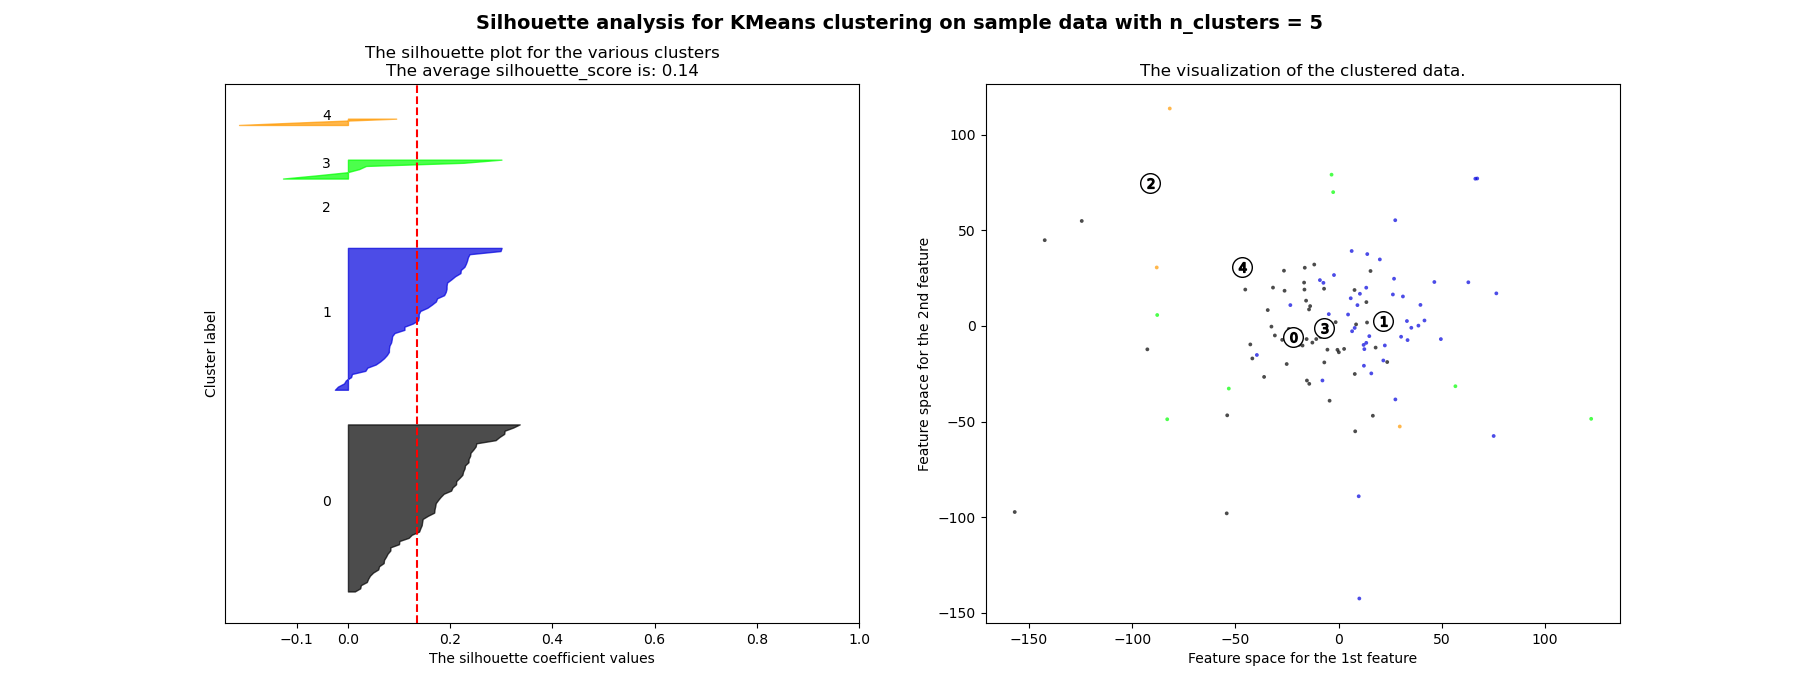 Silhouette analysis for KMeans clustering on sample data with n_clusters = 5
The silhouette plot for the various clusters
The average silhouette_score is: 0.14
4
3
2
1
0
Cluster label
−0.1 0.0 0.2 0.4 0.6 0.8 1.0
The silhouette coefficient values
The visualization of the clustered data.
100
50
0
−50
−100
−150
Feature space for the 2nd feature
2
4
3
1
0
−150 −100 −50 0 50 100
Feature space for the 1st feature